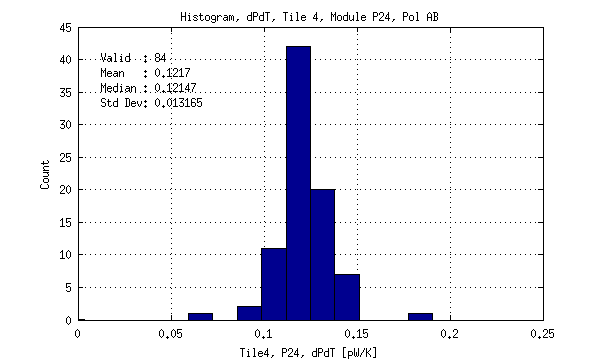 Histogram, dPdT, Tile 4, Module P24, Pol AB
45
40
35
30
25
20
15
10
5
0
Valid : 84
Mean : 0.1217
Median : 0.12147
Std Dev: 0.013165
Count
0 0.05 0.1 0.15 0.2 0.25
Tile4, P24, dPdT [pW/K]